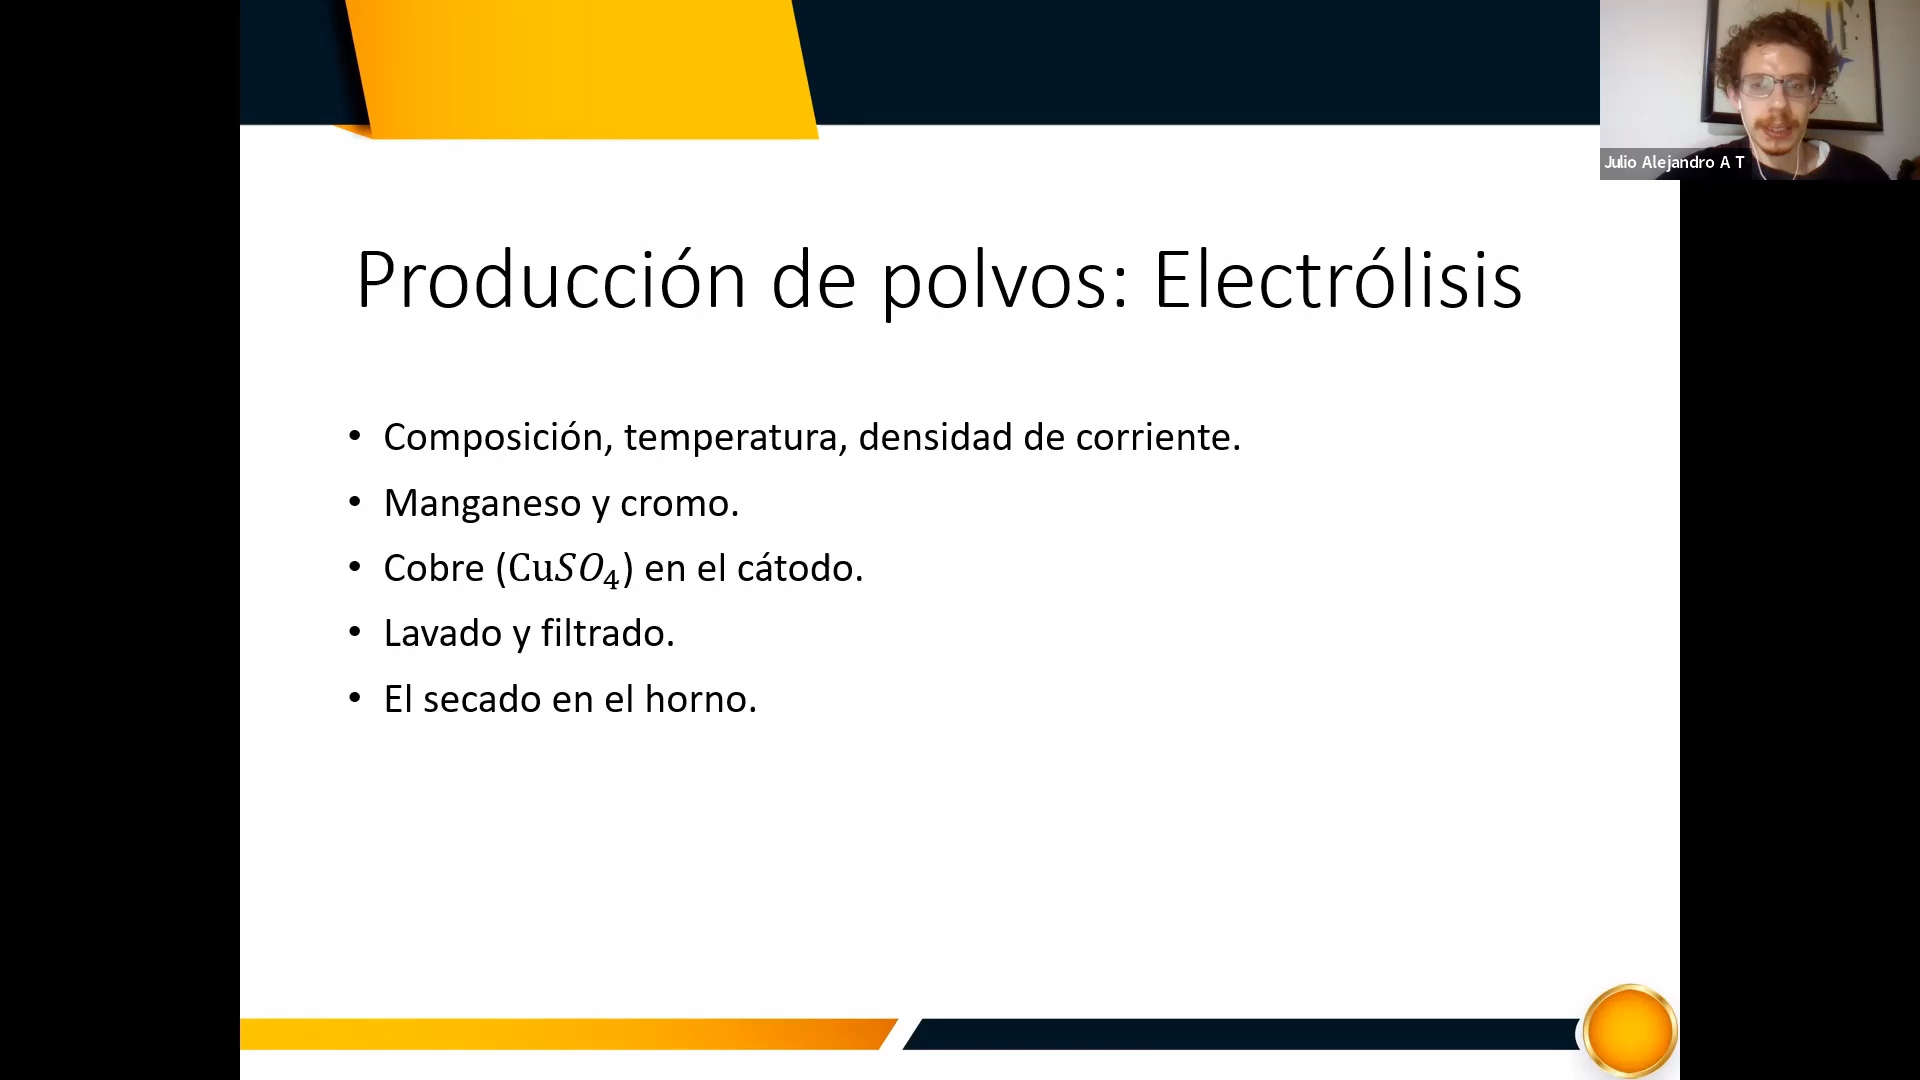 Julio Alejandro A T
Producción de polvos: Electrólisis
• Composición, temperatura, densidad de corriente.
• Manganeso y cromo.
• Cobre (CuSO₄) en el cátodo.
• Lavado y filtrado.
• El secado en el horno.